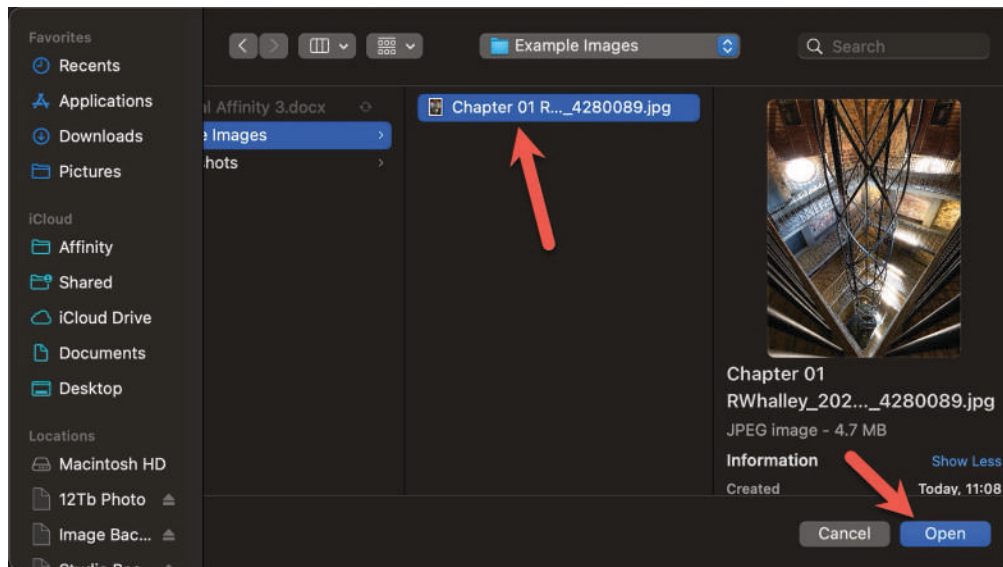 Favorites
Recents
Applications
Downloads
Pictures
iCloud
Affinity
Shared
iCloud Drive
Documents
Desktop
Locations
Macintosh HD
12Tb Photo
Image Bac...
Example Images
Search
Affinity 3.docx
Images
Chapter 01 R..._4280089.jpg
Chapter 01
RWhalley_202..._4280089.jpg
JPEG image - 4.7 MB
Information
Show Less
Created
Today, 11:08
Cancel
Open